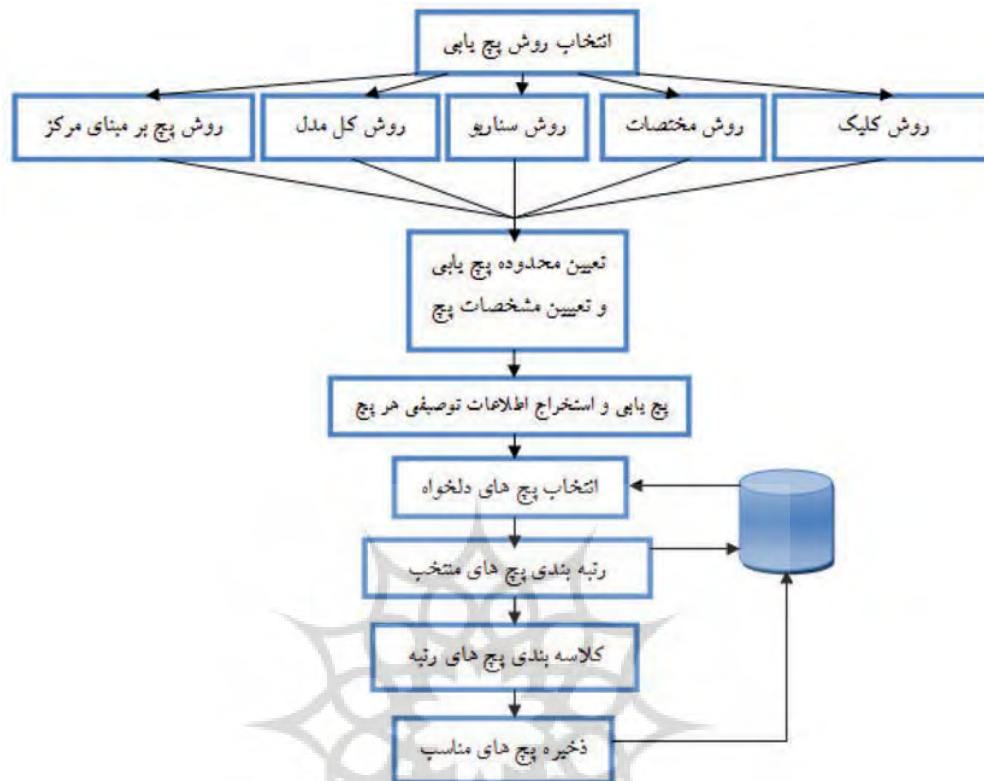 انتخاب روش پچ یابی
روش کلیک
روش مختصات
روش سناریو
روش کل مدل
روش پچ بر مبنای مرکز
تعیین محدوده پچ یابی
و تعییین مشخصات پچ
پچ یابی و استخراج اطلاعات توصیفی هر پچ
انتخاب پچ های دلخواه
رتبه بندی پچ های منتخب
کلاسه بندی پچ های رتبه
ذخیره پچ های مناسب